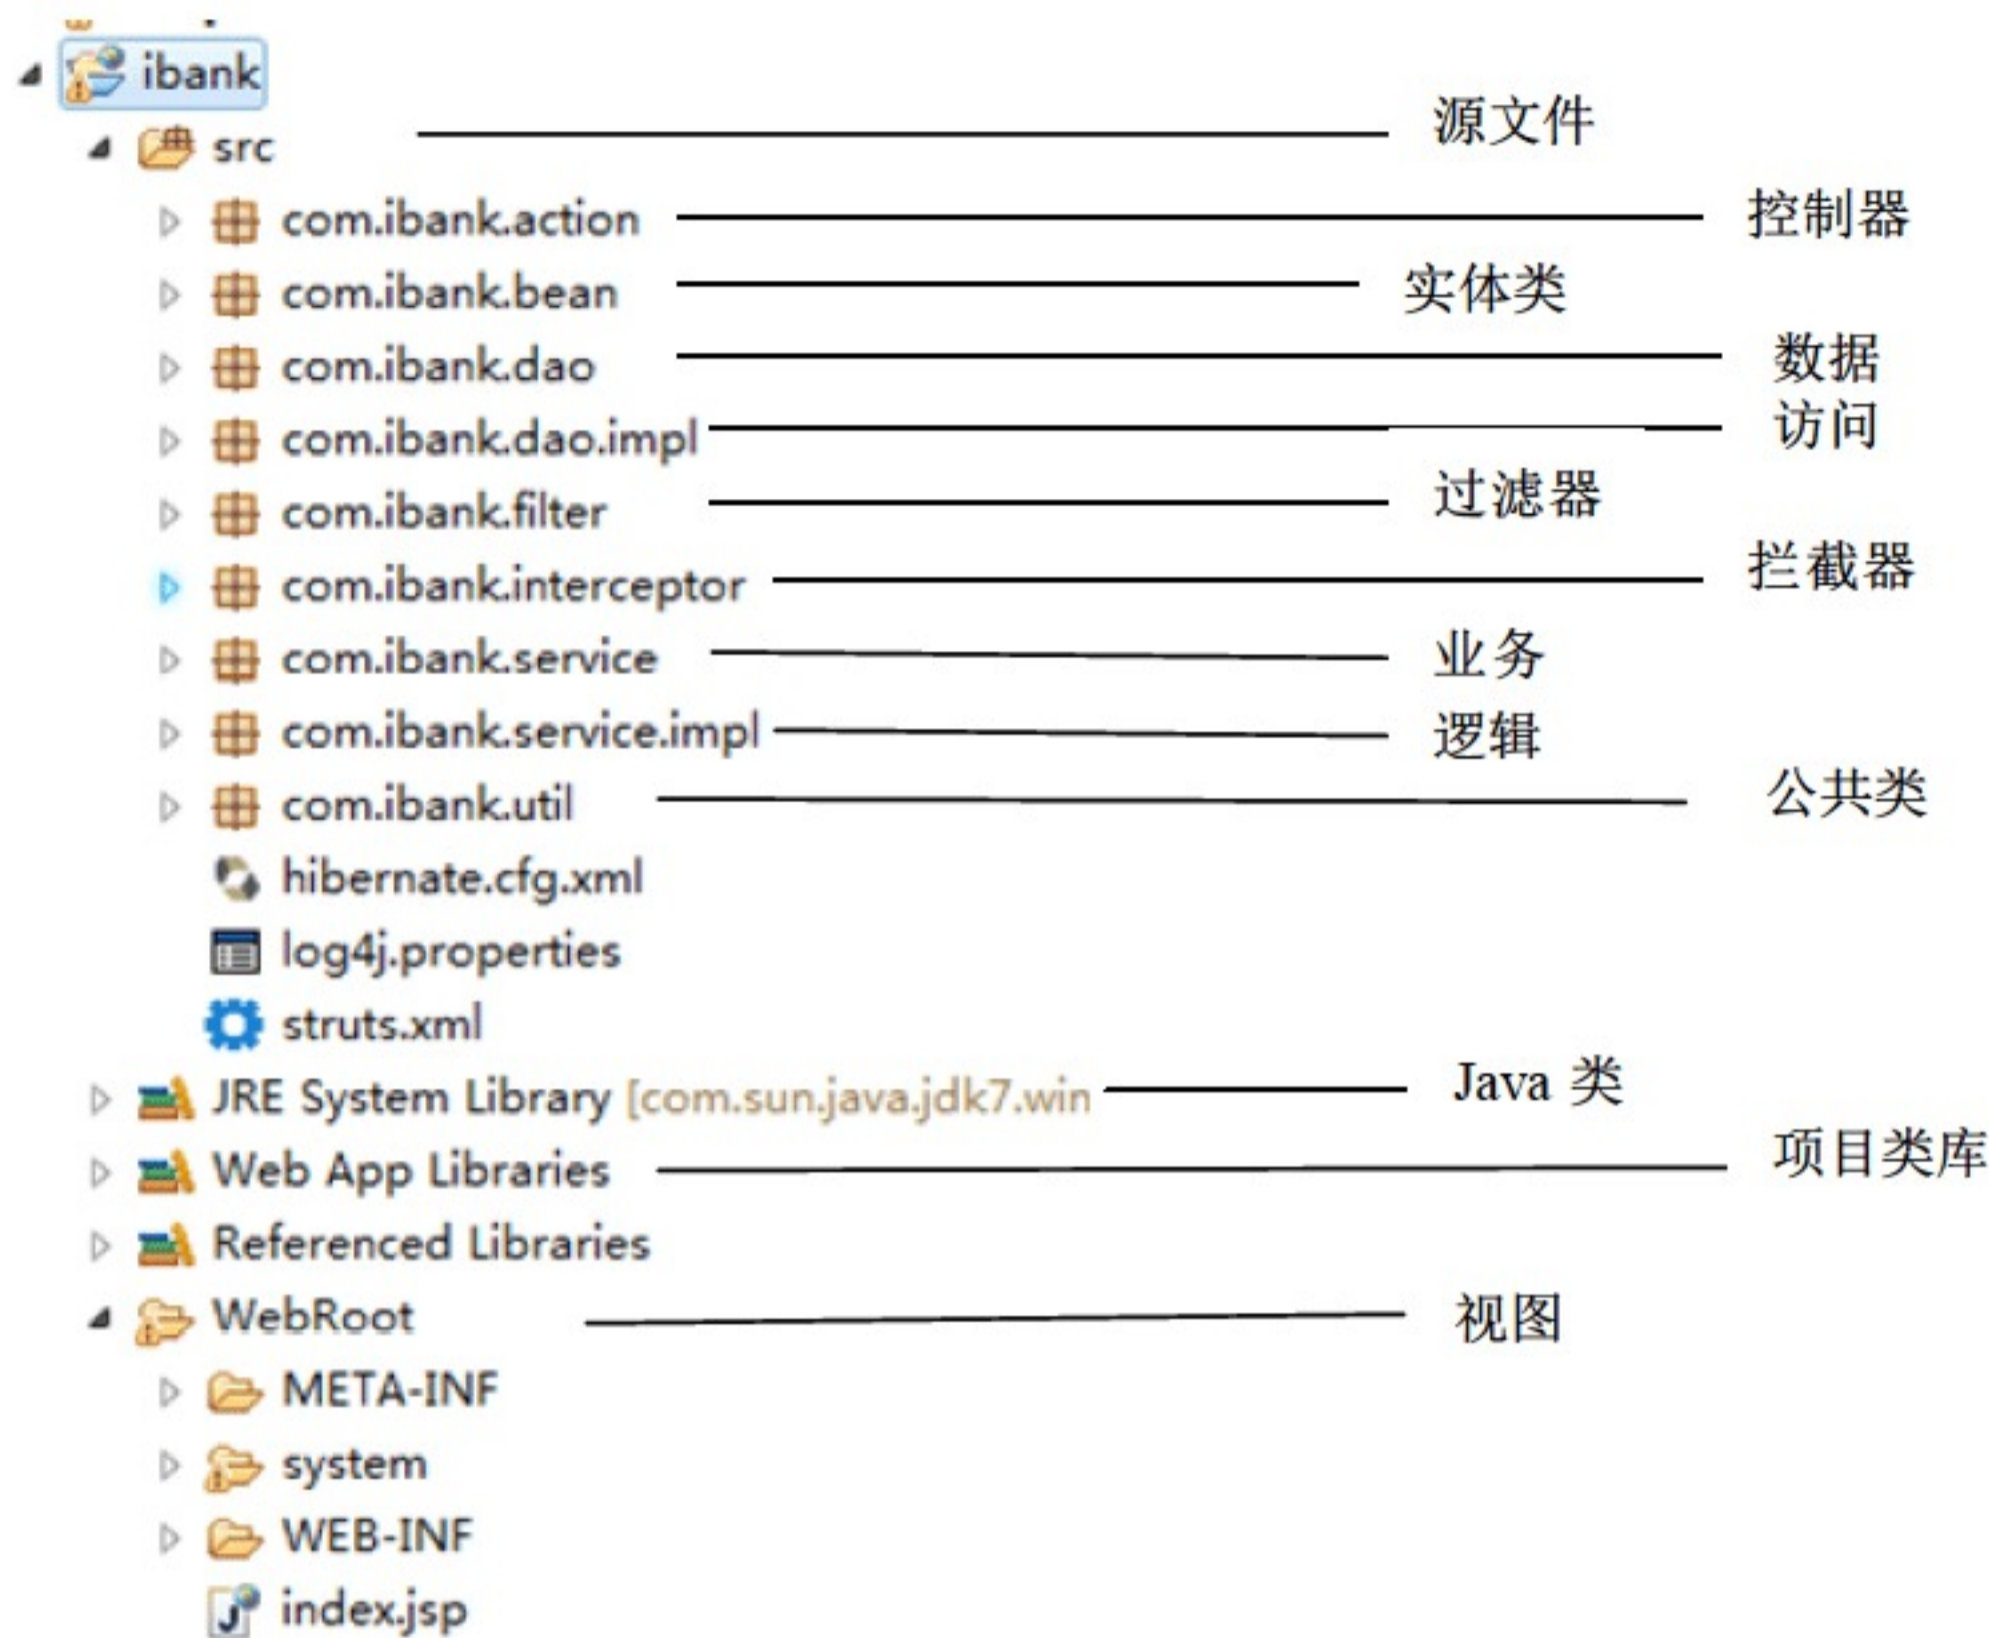 ibank
src 源文件
com.ibank.action 控制器
com.ibank.bean 实体类
com.ibank.dao 数据
com.ibank.dao.impl 访问
com.ibank.filter 过滤器
com.ibank.interceptor 拦截器
com.ibank.service 业务
com.ibank.service.impl 逻辑
com.ibank.util 公共类
hibernate.cfg.xml
log4j.properties
struts.xml
JRE System Library [com.sun.java.jdk7.win Java 类
Web App Libraries 项目类库
Referenced Libraries
WebRoot 视图
META-INF
system
WEB-INF
index.jsp